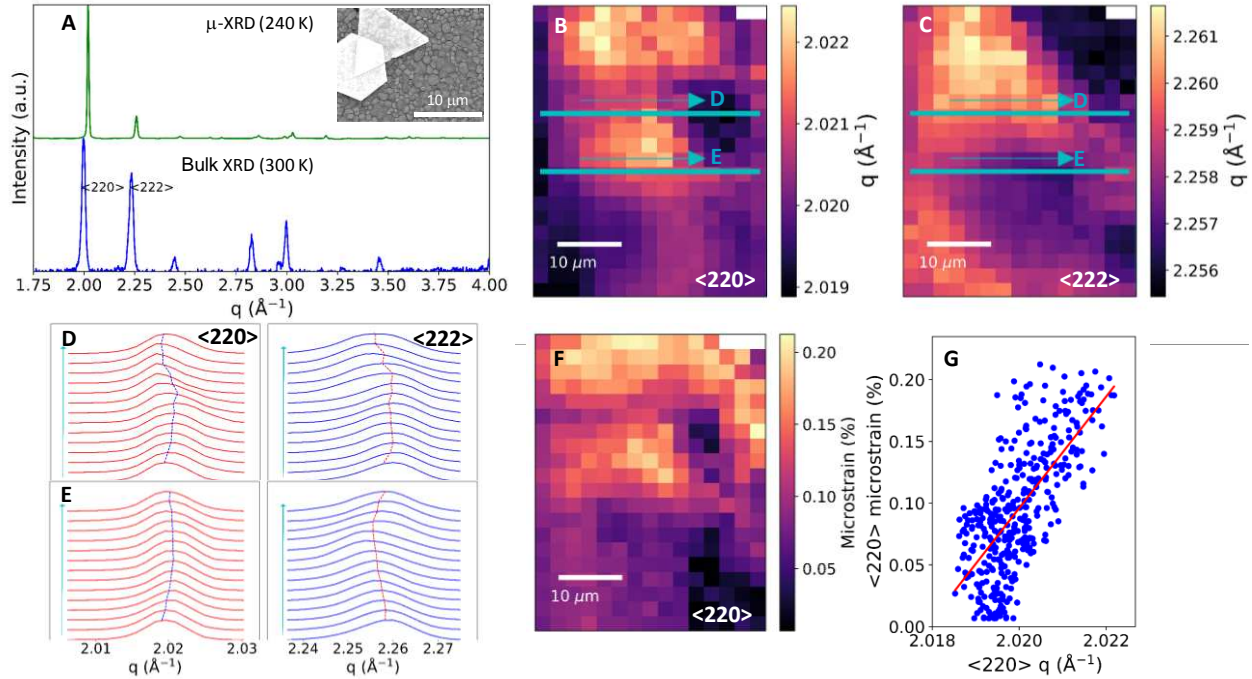 A
μ-XRD (240 K)
10 μm
Bulk XRD (300 K)
<220>
<222>
Intensity (a.u.)
1.75 2.00 2.25 2.50 2.75 3.00 3.25 3.50 3.75 4.00
q (Å⁻¹)
B
D
E
10 μm
<220>
2.022
2.021
2.020
2.019
q (Å⁻¹)
C
D
E
10 μm
<222>
2.261
2.260
2.259
2.258
2.257
2.256
q (Å⁻¹)
D
<220>
<222>
E
2.01 2.02 2.03
q (Å⁻¹)
2.24 2.25 2.26 2.27
q (Å⁻¹)
F
10 μm
<220>
0.20
0.15
0.10
0.05
Microstrain (%)
G
<220> microstrain (%)
0.20
0.15
0.10
0.05
0.00
2.018 2.020 2.022
<220> q (Å⁻¹)